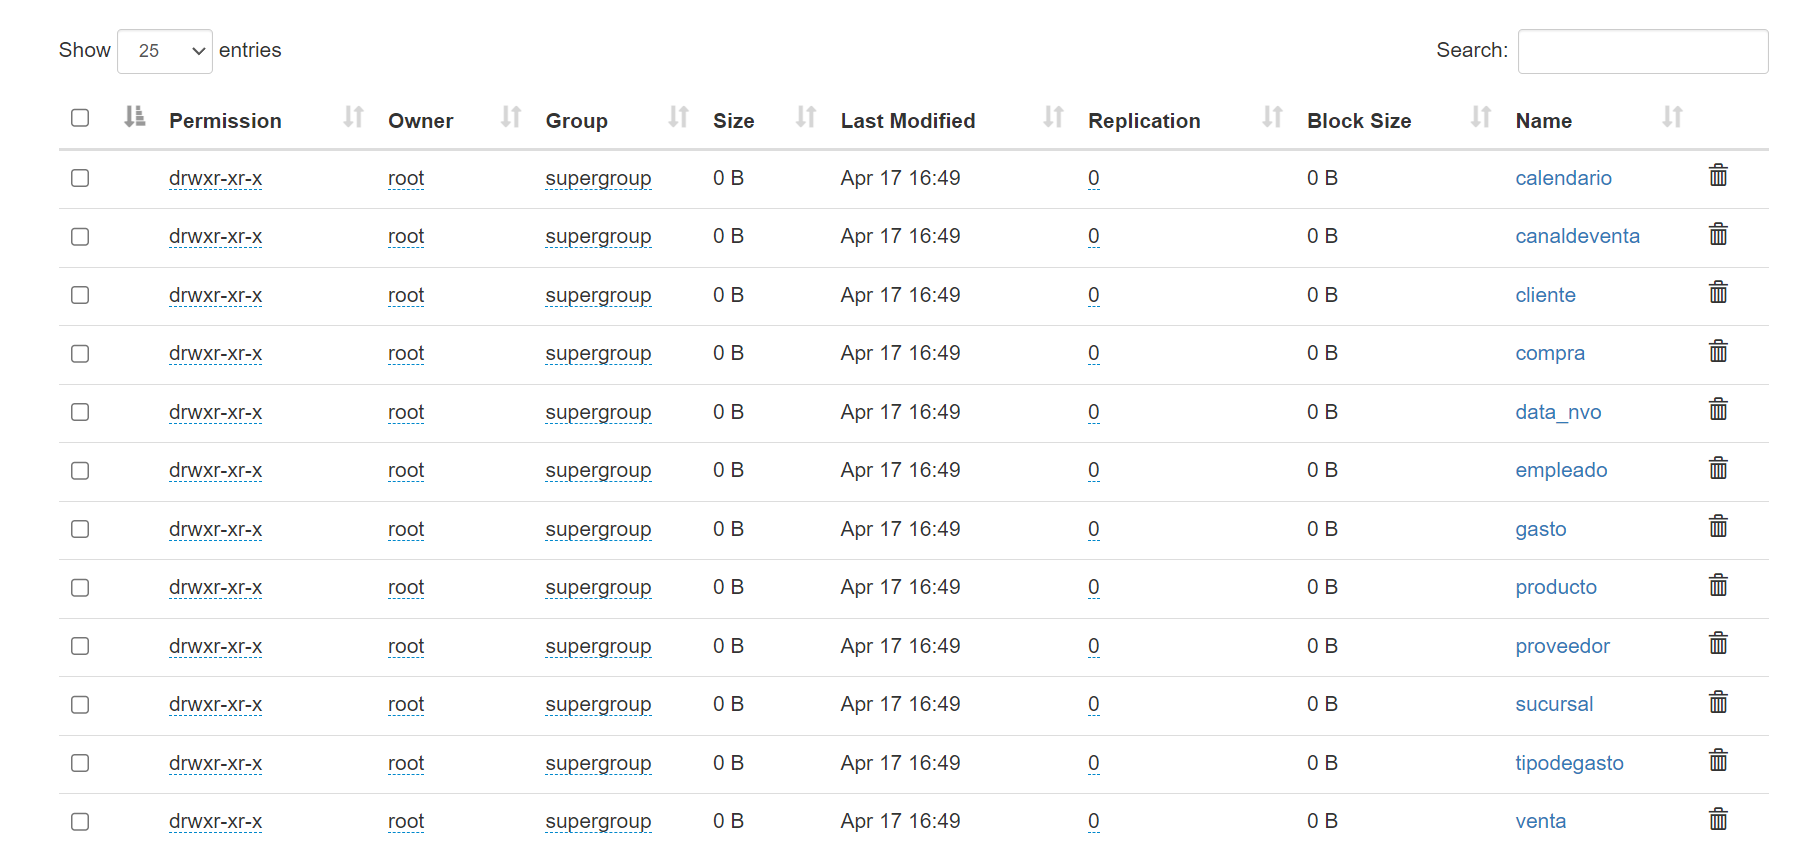 Show 25 entries Search:
Permission Owner Group Size Last Modified Replication Block Size Name
drwxr-xr-x root supergroup 0 B Apr 17 16:49 0 0 B calendario
drwxr-xr-x root supergroup 0 B Apr 17 16:49 0 0 B canaldeventa
drwxr-xr-x root supergroup 0 B Apr 17 16:49 0 0 B cliente
drwxr-xr-x root supergroup 0 B Apr 17 16:49 0 0 B compra
drwxr-xr-x root supergroup 0 B Apr 17 16:49 0 0 B data_nvo
drwxr-xr-x root supergroup 0 B Apr 17 16:49 0 0 B empleado
drwxr-xr-x root supergroup 0 B Apr 17 16:49 0 0 B gasto
drwxr-xr-x root supergroup 0 B Apr 17 16:49 0 0 B producto
drwxr-xr-x root supergroup 0 B Apr 17 16:49 0 0 B proveedor
drwxr-xr-x root supergroup 0 B Apr 17 16:49 0 0 B sucursal
drwxr-xr-x root supergroup 0 B Apr 17 16:49 0 0 B tipodegasto
drwxr-xr-x root supergroup 0 B Apr 17 16:49 0 0 B venta